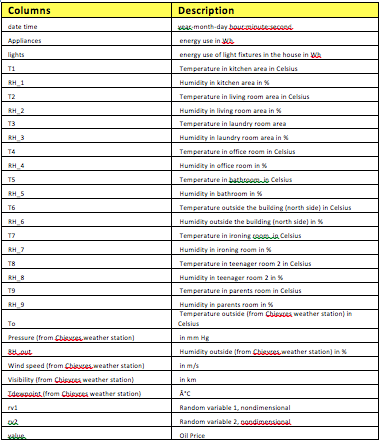 Columns Description
date time year-month-day hour:minute:second
Appliances energy use in Wh
lights energy use of light fixtures in the house in Wh
T1 Temperature in kitchen area in Celsius
RH_1 Humidity in kitchen area in %
T2 Temperature in living room area in Celsius
RH_2 Humidity in living room area in %
T3 Temperature in laundry room area
RH_3 Humidity in laundry room area in %
T4 Temperature in office room in Celsius
RH_4 Humidity in office room in %
T5 Temperature in bathroom, in Celsius
RH_5 Humidity in bathroom in %
T6 Temperature outside the building (north side) in Celsius
RH_6 Humidity outside the building (north side) in %
T7 Temperature in ironing room, in Celsius
RH_7 Humidity in ironing room in %
T8 Temperature in teenager room 2 in Celsius
RH_8 Humidity in teenager room 2 in %
T9 Temperature in parents room in Celsius
RH_9 Humidity in parents room in %
Temperature outside (from Chievres weather station) in
To Celsius
Pressure (from Chievres weather station) in mm Hg
RH_out Humidity outside (from Chievres weather station) in %
Wind speed (from Chievres weather station) in m/s
Visibility (from Chievres weather station) in km
Tdewpoint (from Chievres weather station) Â°C
rv1 Random variable 1, nondimensional
rv2 Random variable 2, nondimensional
value Oil Price